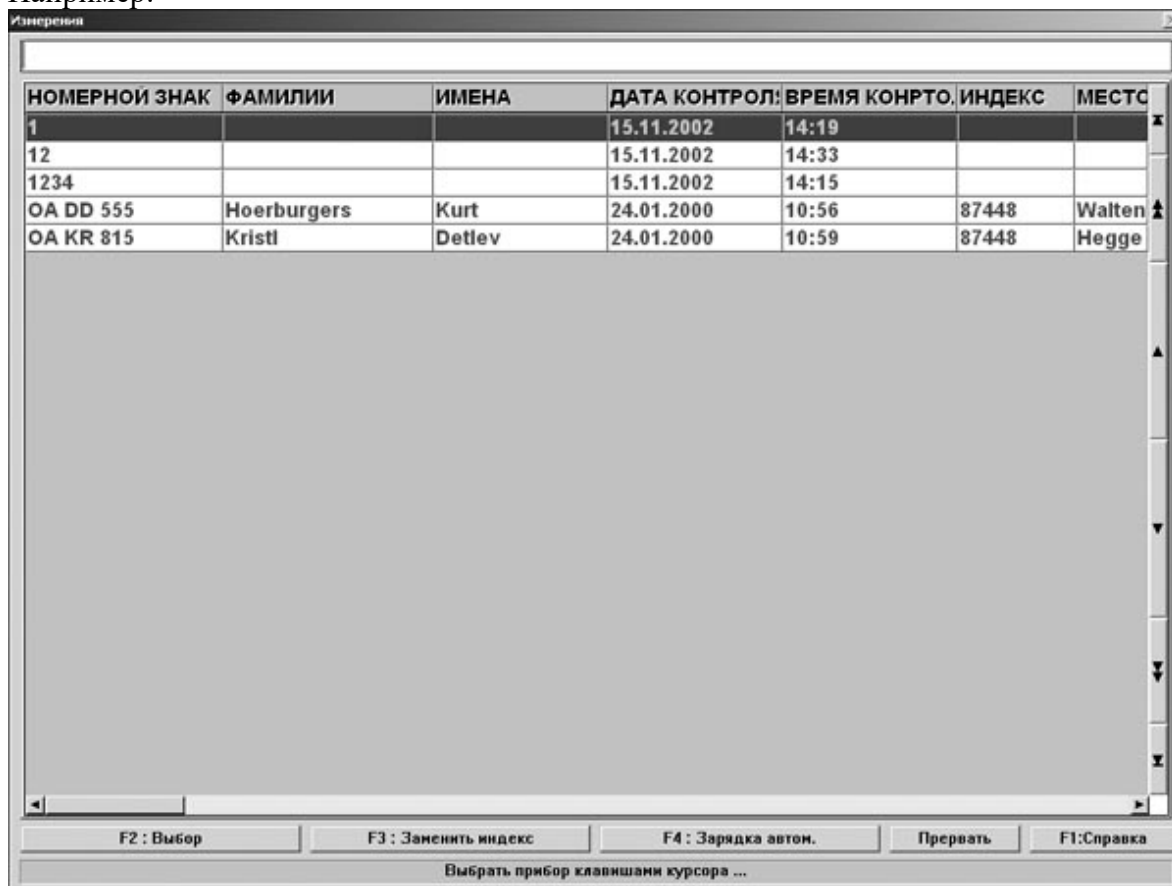 Например:
Измерения
НОМЕРНОЙ ЗНАК ФАМИЛИИ ИМЕНА ДАТА КОНТРОЛ ВРЕМЯ КОНРТО. ИНДЕКС МЕСТО
1 15.11.2002 14:19
12 15.11.2002 14:33
1234 15.11.2002 14:15
OA DD 555 Hoerburgers Kurt 24.01.2000 10:56 87448 Walten
OA KR 815 Kristl Detlev 24.01.2000 10:59 87448 Hegge
F2 : Выбор F3 : Заменить индекс F4 : Зарядка автом. Прервать F1:Справка
Выбрать прибор клавишами курсора ...